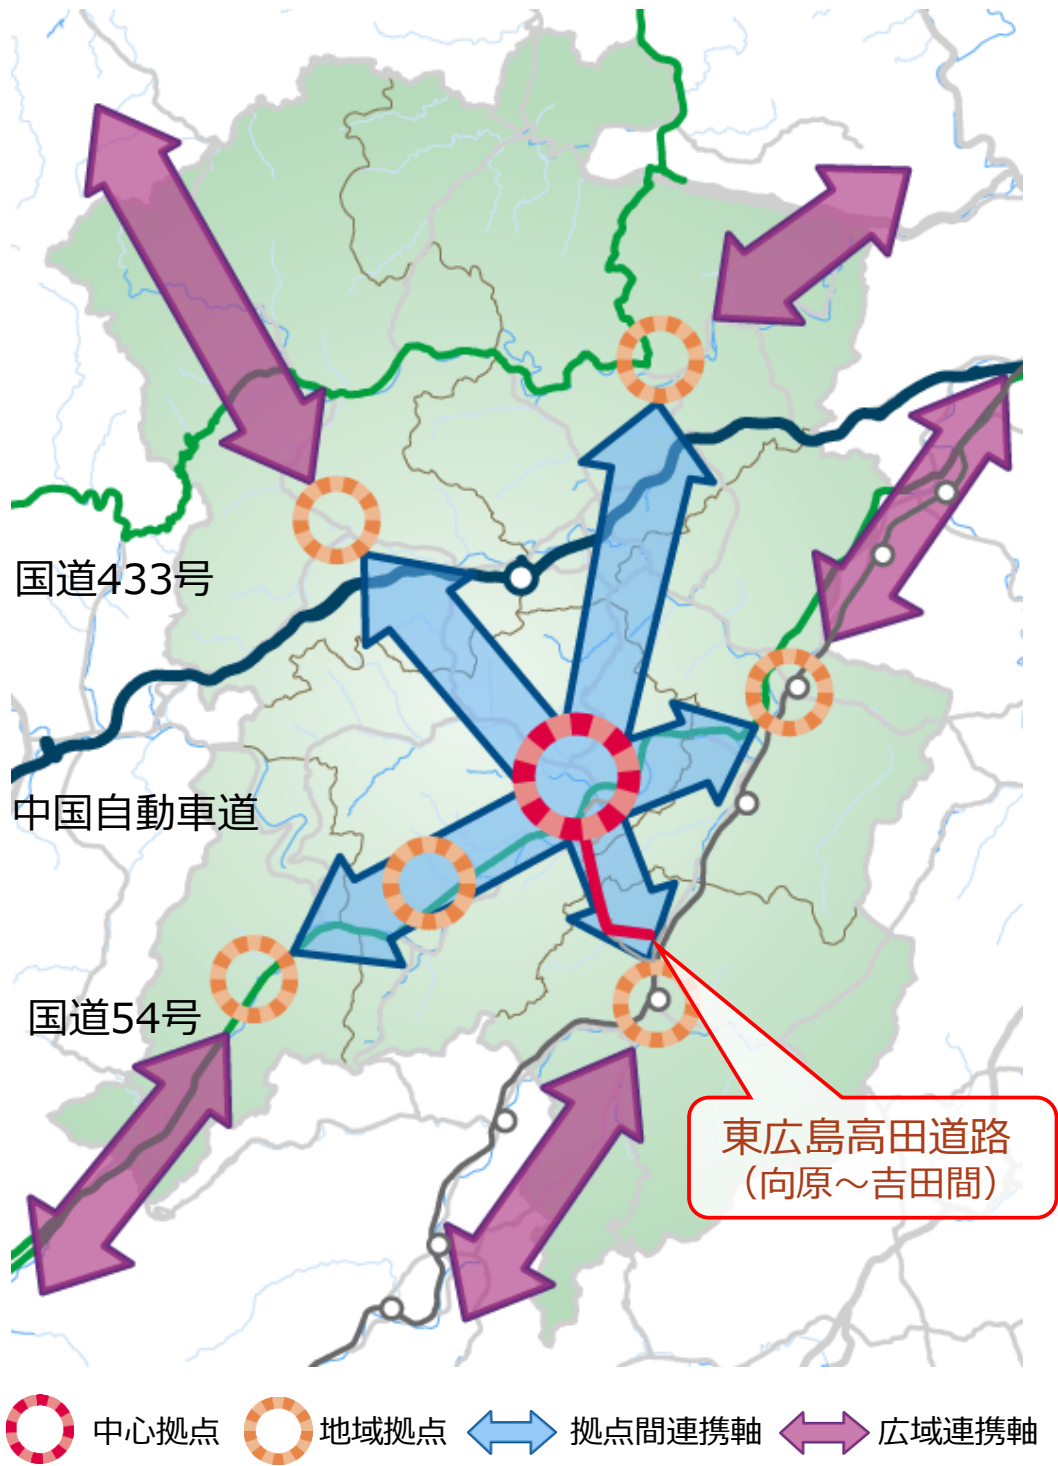 国道433号
中国自動車道
国道54号
東広島高田道路
（向原～吉田間）
中心拠点
地域拠点
拠点間連携軸
広域連携軸